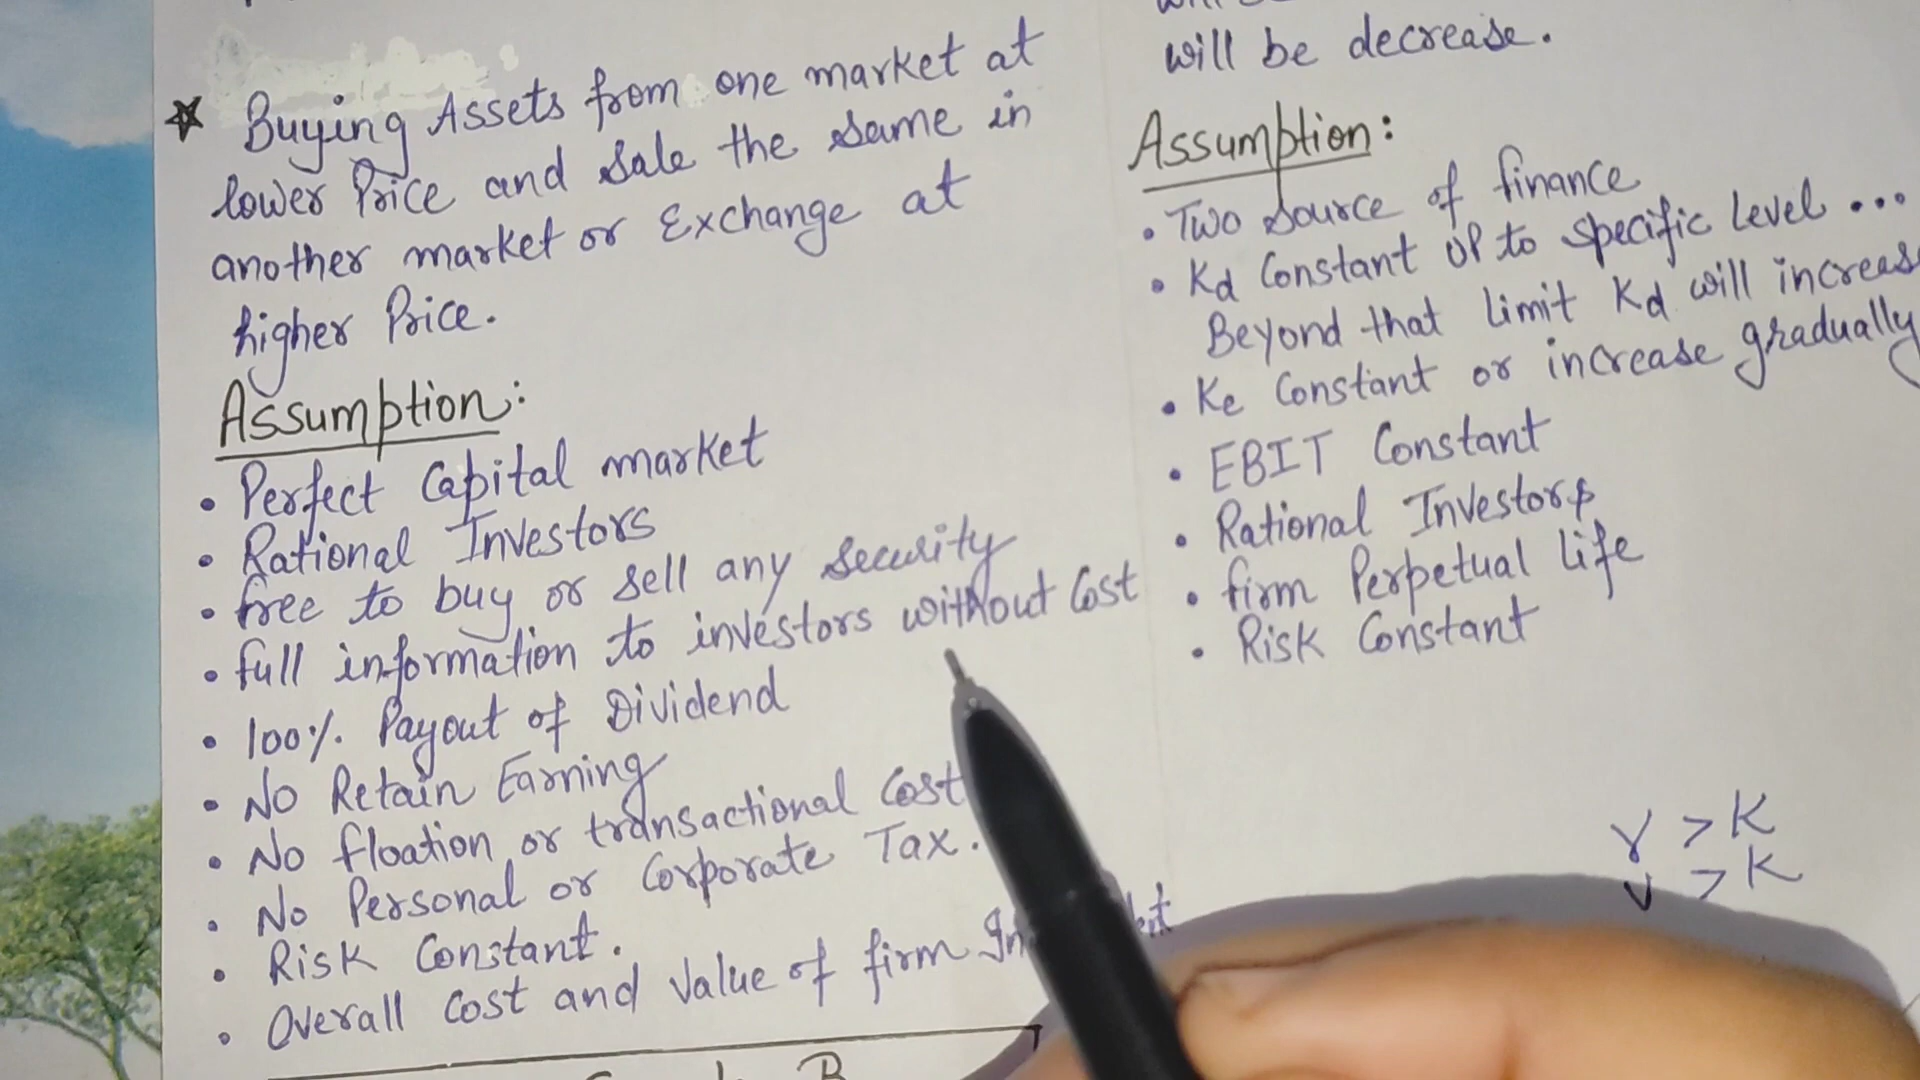 ★ Buying Assets from one market at
lower Price and Sale the same in
another market or Exchange at
higher Price.
Assumption:
• Perfect Capital market
• Rational Investors
• free to buy or sell any security
• full information to investors without Cost
• 100% Payout of Dividend
• No Retain Earning
• No floation or transactional Cost
• No Personal or Corporate Tax.
• Risk Constant.
• Overall Cost and Value of firm
B
will be decrease.
Assumption:
• Two source of finance
• Kd Constant UP to specific Level ...
Beyond that limit Kd will increase
• Ke Constant or increase gradually
• EBIT Constant
• Rational Investors
• firm Perpetual life
• Risk Constant
r > K
> K